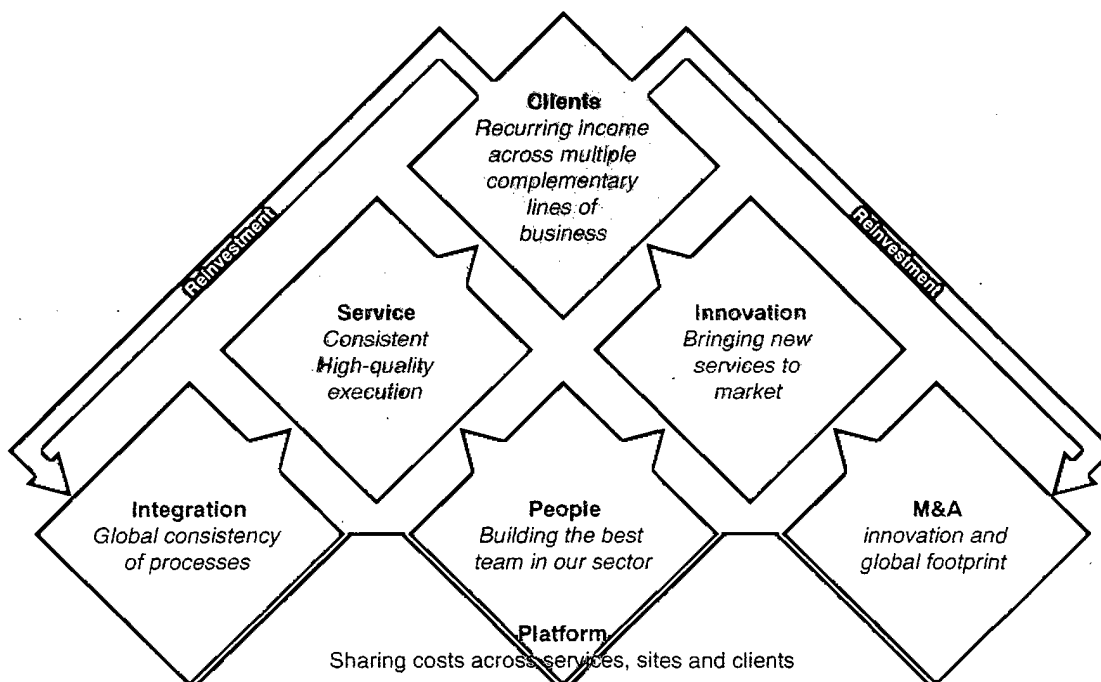 Clients
Recurring income
across multiple
complementary
lines of
business
Reinvestment
Reinvestment
Service
Consistent
High-quality
execution
Innovation
Bringing new
services to
market
Integration
Global consistency
of processes
People
Building the best
team in our sector
M&A
innovation and
global footprint
Platform
Sharing costs across services, sites and clients